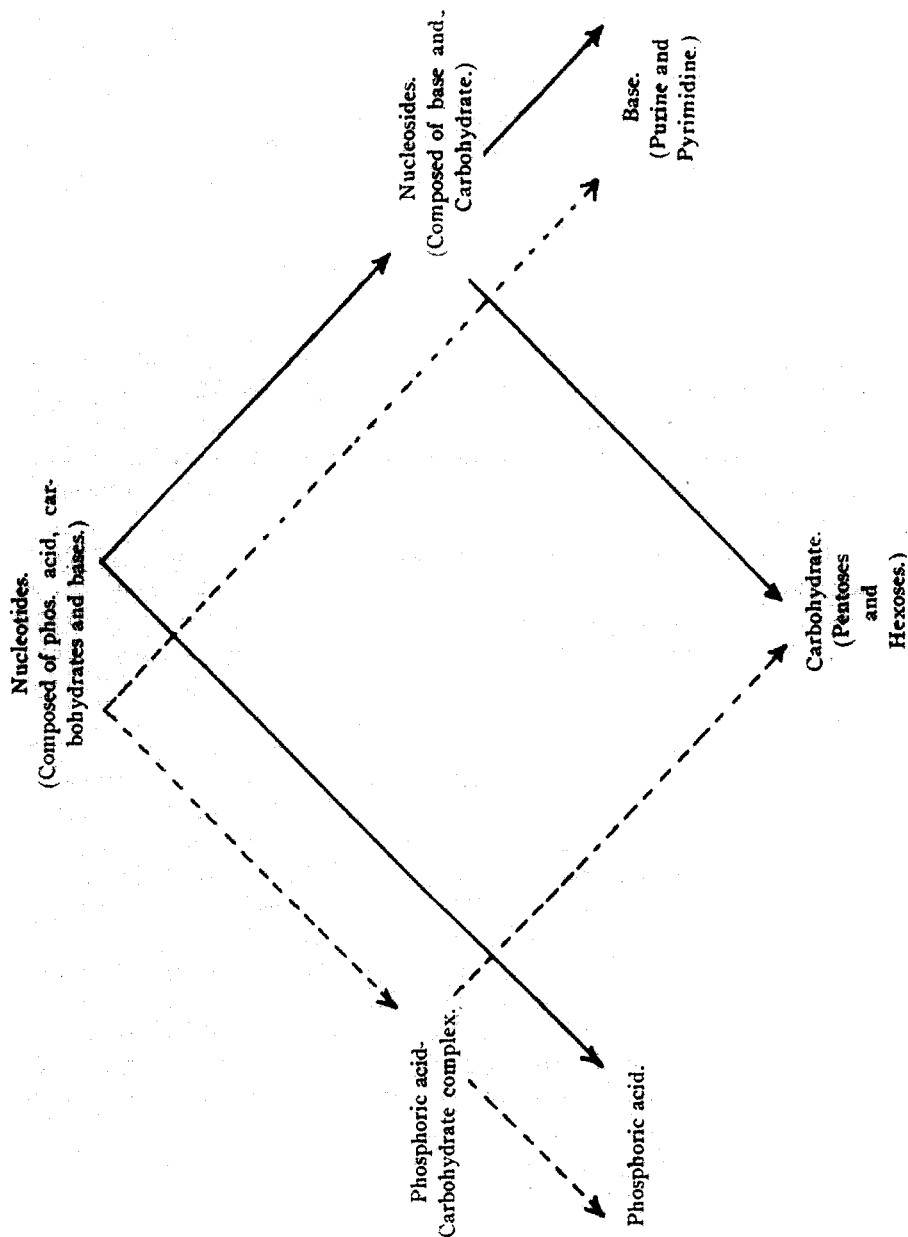 Nucleotides.
(Composed of phos. acid, car-
bohydrates and bases.)
Phosphoric acid-
Carbohydrate complex.
Nucleosides.
(Composed of base and
Carbohydrate.)
Phosphoric acid.
Base.
(Purine and
Pyrimidine.)
Carbohydrate.
(Pentoses
and
Hexoses.)